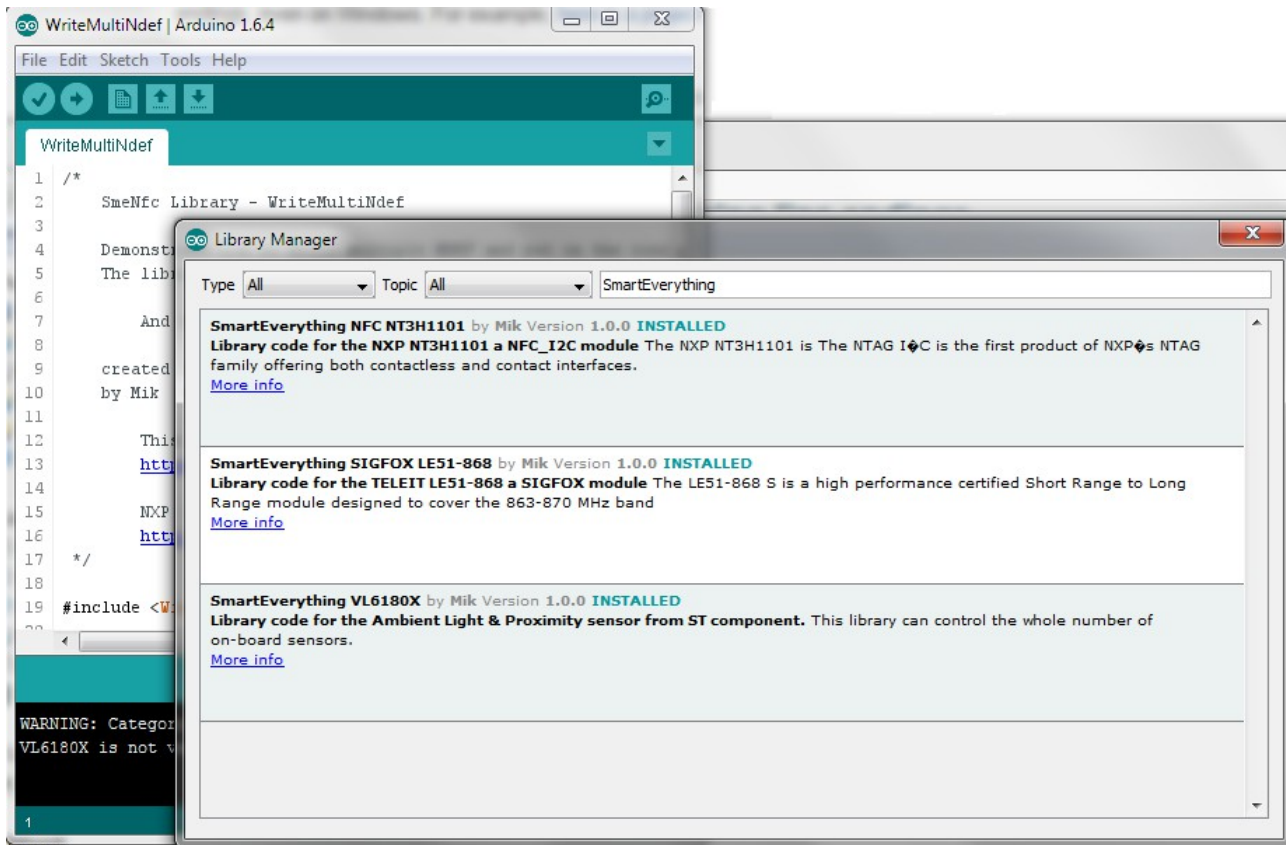 WriteMultiNdef | Arduino 1.6.4
File Edit Sketch Tools Help
WriteMultiNdef
1 /*
2 SmeNfc Library - WriteMultiNdef
3
4 Demonst
5 The lib
6
7 And
8
9 created
10 by Mik
11
12 This
13 http
14
15 NXP
16 http
17 */
18
19 #include <W
Library Manager
Type All Topic All SmartEverything
SmartEverything NFC NT3H1101 by Mik Version 1.0.0 INSTALLED
Library code for the NXP NT3H1101 a NFC_I2C module The NXP NT3H1101 is The NTAG I�C is the first product of NXP�s NTAG
family offering both contactless and contact interfaces.
More info
SmartEverything SIGFOX LE51-868 by Mik Version 1.0.0 INSTALLED
Library code for the TELEIT LE51-868 a SIGFOX module The LE51-868 S is a high performance certified Short Range to Long
Range module designed to cover the 863-870 MHz band
More info
SmartEverything VL6180X by Mik Version 1.0.0 INSTALLED
Library code for the Ambient Light & Proximity sensor from ST component. This library can control the whole number of
on-board sensors.
More info
WARNING: Categor
VL6180X is not v
1